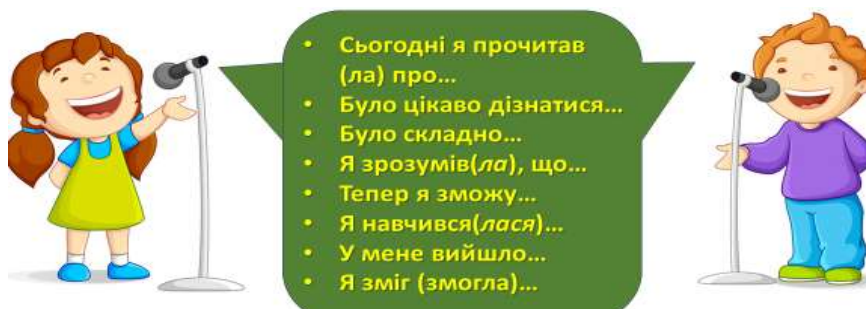 • Сьогодні я прочитав
(ла) про...
• Було цікаво дізнатися...
• Було складно...
• Я зрозумів(ла), що...
• Тепер я зможу...
• Я навчився(лася)...
• У мене вийшло...
• Я зміг (змогла)...